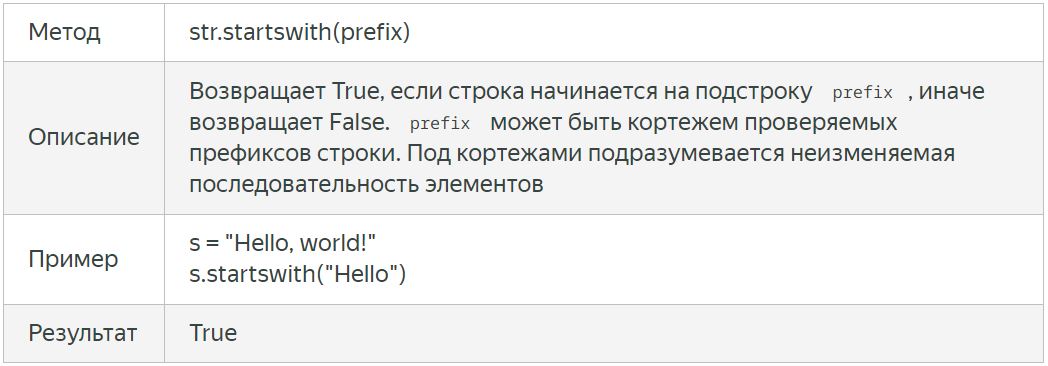 Метод
str.startswith(prefix)
Описание
Возвращает True, если строка начинается на подстроку prefix , иначе
возвращает False. prefix может быть кортежем проверяемых
префиксов строки. Под кортежами подразумевается неизменяемая
последовательность элементов
Пример
s = "Hello, world!"
s.startswith("Hello")
Результат
True